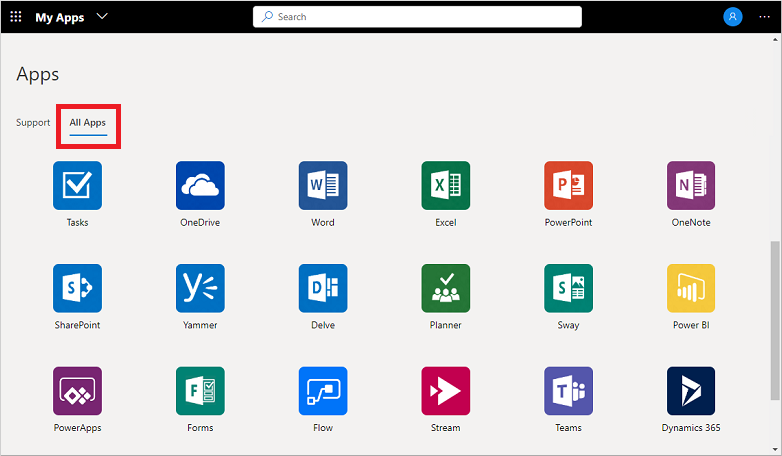 My Apps
Search
Apps
Support All Apps
Tasks OneDrive Word Excel PowerPoint OneNote
SharePoint Yammer Delve Planner Sway Power BI
PowerApps Forms Flow Stream Teams Dynamics 365